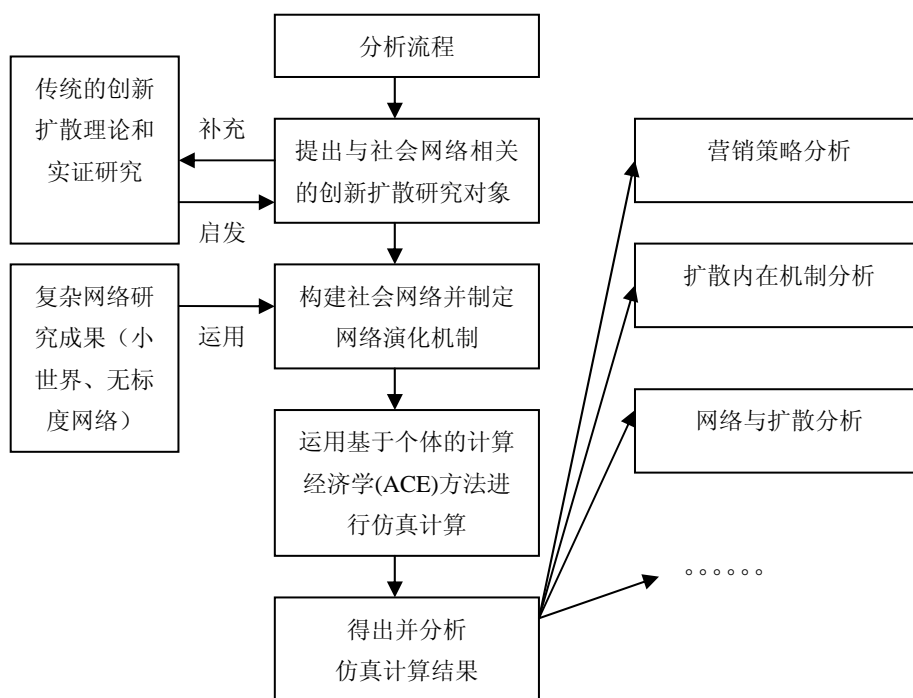 分析流程
传统的创新
扩散理论和
实证研究
补充
启发
提出与社会网络相关
的创新扩散研究对象
营销策略分析
复杂网络研
究成果（小
世界、无标
度网络）
运用
构建社会网络并制定
网络演化机制
扩散内在机制分析
运用基于个体的计算
经济学(ACE)方法进
行仿真计算
网络与扩散分析
。。。。。。
得出并分析
仿真计算结果